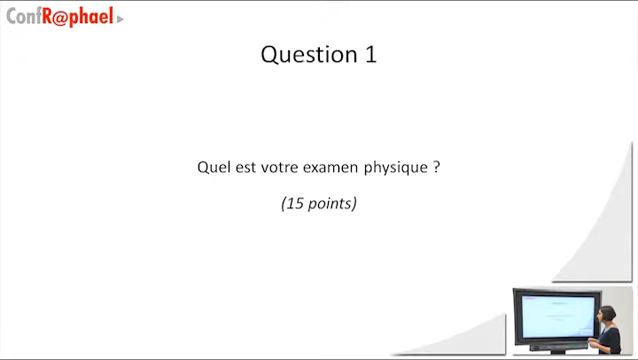 ConfR@phael
Question 1
Quel est votre examen physique ?
(15 points)